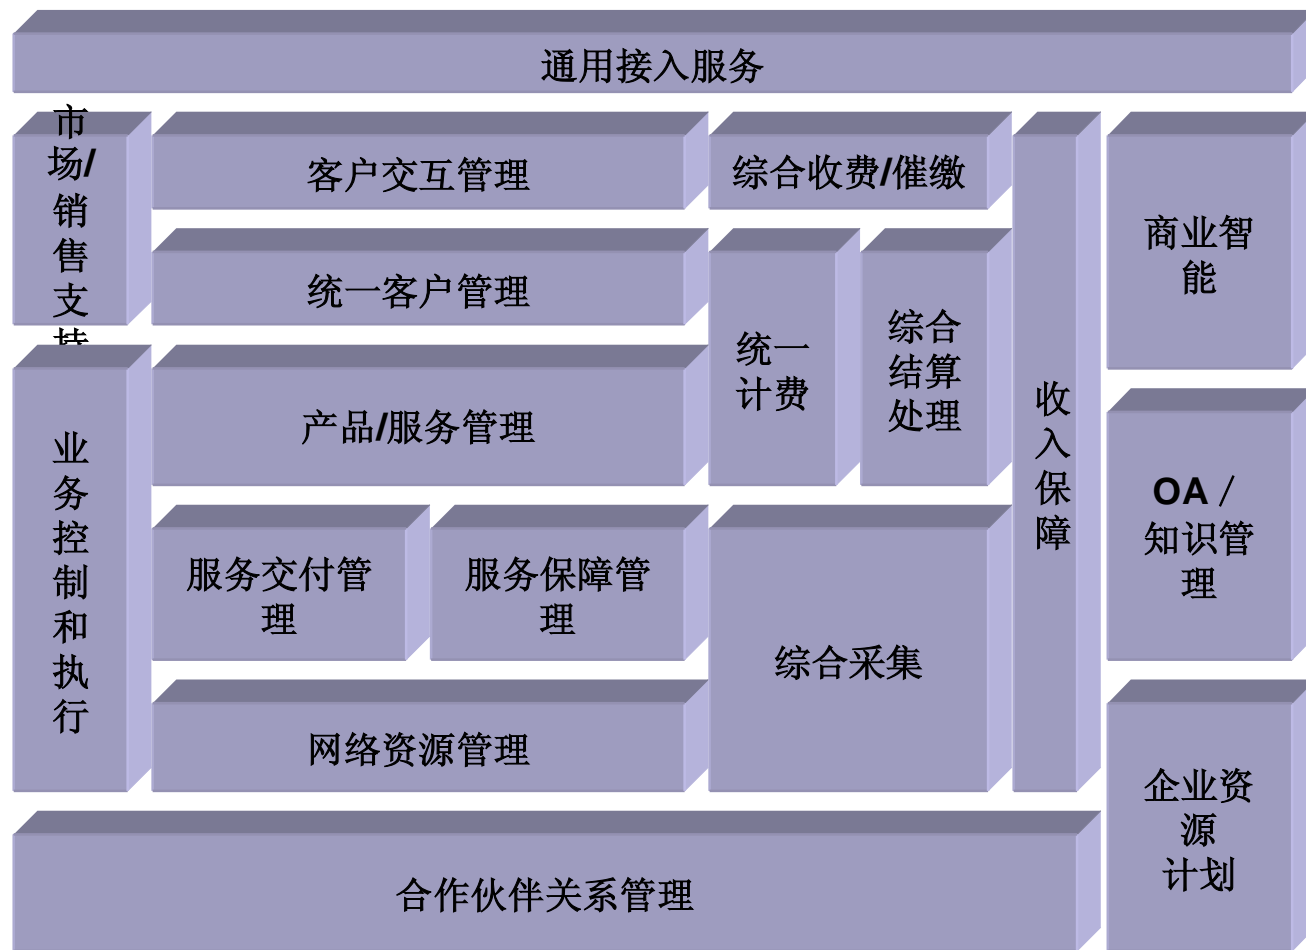 通用接入服务
市
场/
销
售
支
持
客户交互管理
综合收费/催缴
统一客户管理
产品/服务管理
统一
计费
综合
结算
处理
收
入
保
障
商业智
能
业
务
控
制
和
执
行
服务交付管
理
服务保障管
理
综合采集
网络资源管理
OA /
知识管
理
企业资
源
计划
合作伙伴关系管理